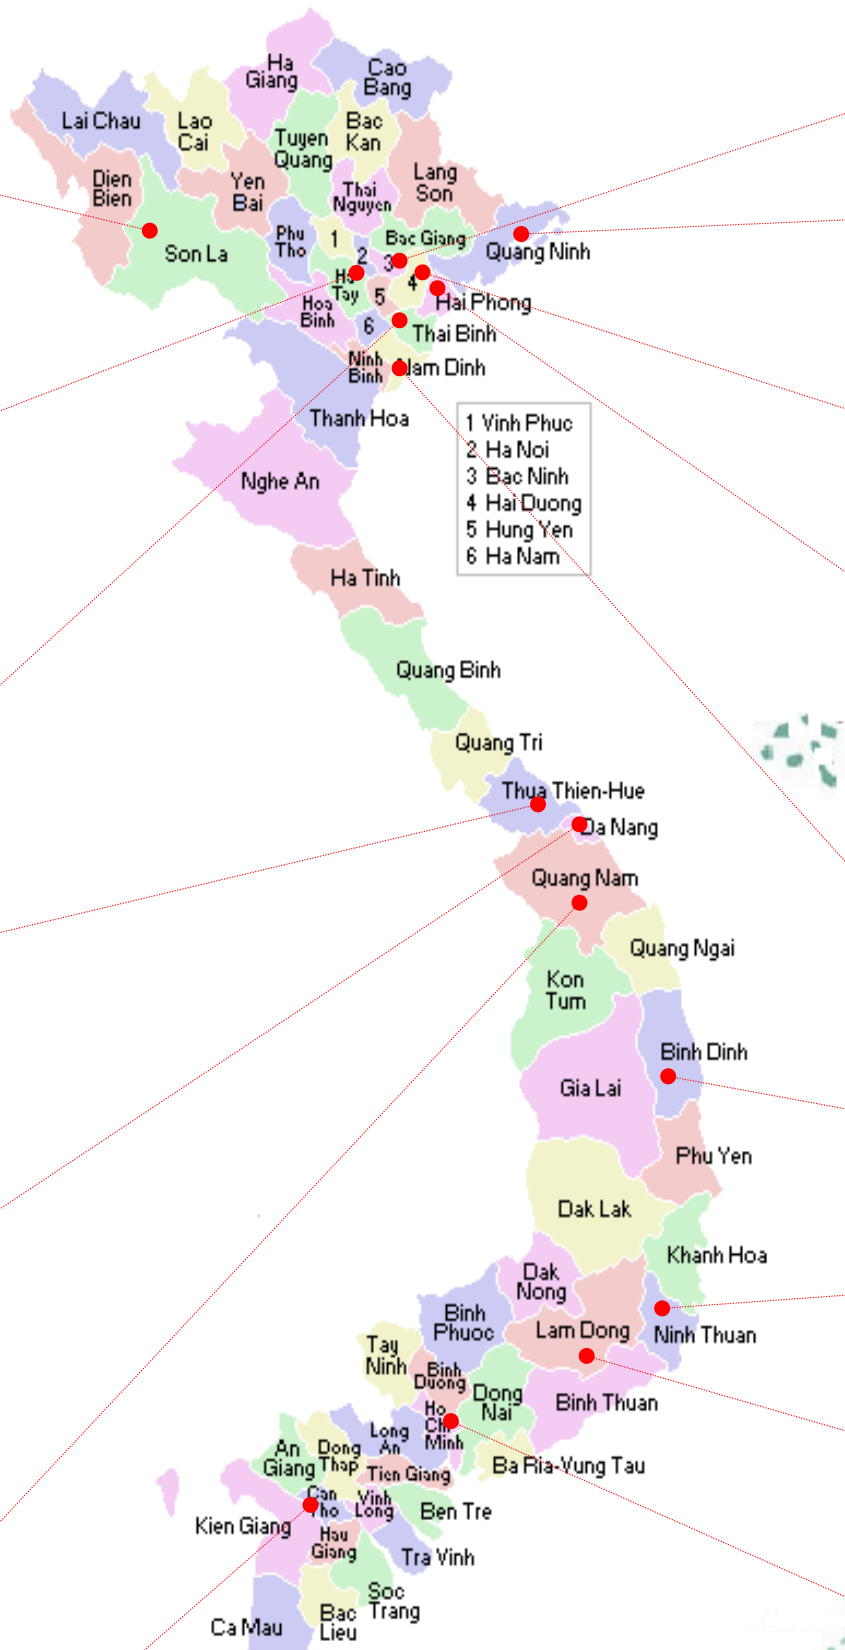 Ha
Giang
Cao
Bang
Lai Chau
Lao
Cai
Tuyen
Quang
Bac
Kan
Dien
Bien
Yen
Bai
Thai
Nguyen
Lang
Son
Son La
Phu
Tho
1
2
3
Bac Giang
Quang Ninh
Ha
Tay
4
5
Hai Phong
Hoa
Binh
6
Thai Binh
Ninh
Binh
Nam Dinh
Thanh Hoa
1 Vinh Phuc
2 Ha Noi
3 Bac Ninh
4 Hai Duong
5 Hung Yen
6 Ha Nam
Nghe An
Ha Tinh
Quang Binh
Quang Tri
Thua Thien-Hue
Da Nang
Quang Nam
Quang Ngai
Kon
Tum
Binh Dinh
Gia Lai
Phu Yen
Dak Lak
Khanh Hoa
Dak
Nong
Binh
Phuoc
Lam Dong
Ninh Thuan
Tay
Ninh
Binh
Duong
Dong
Nai
Binh Thuan
Ho
Chi
Minh
Long
An
An
Giang
Dong
Thap
Tien Giang
Ba Ria-Vung Tau
Can
Tho
Vinh
Long
Ben Tre
Kien Giang
Hau
Giang
Tra Vinh
Soc
Trang
Ca Mau
Bac
Lieu